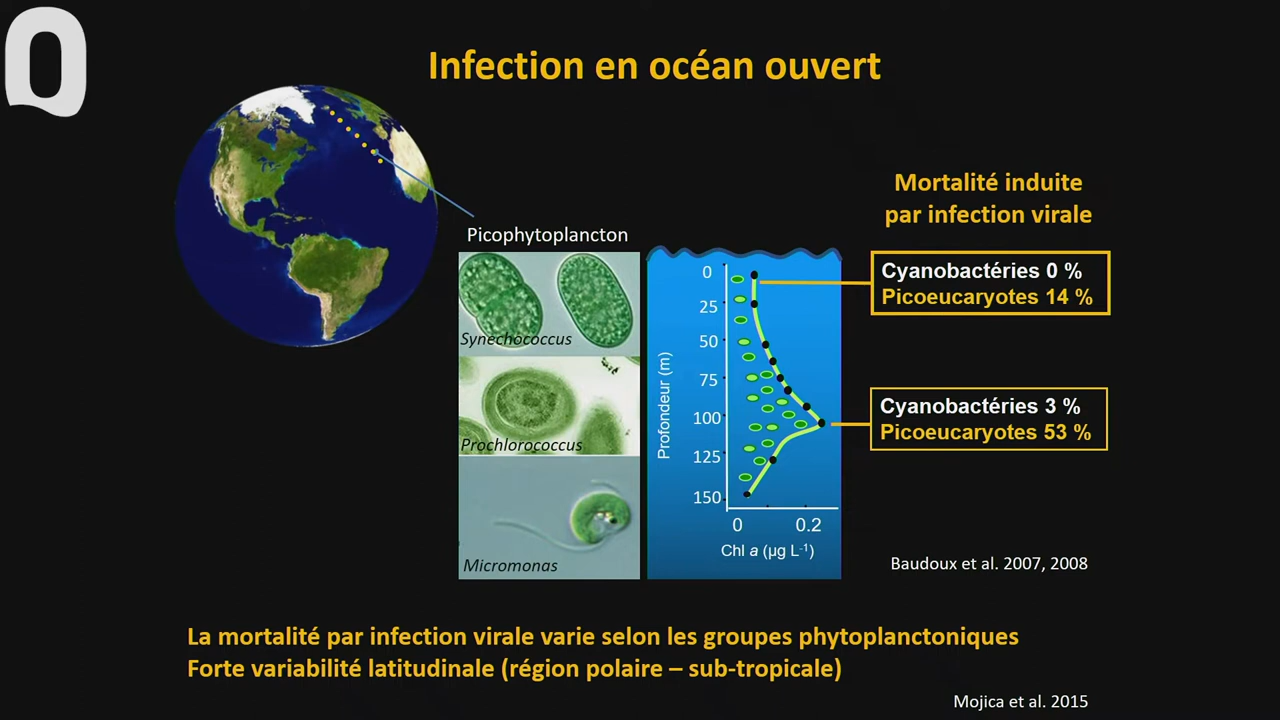 Infection en océan ouvert
Mortalité induite
par infection virale
Picophytoplancton
Synechococcus
Prochlorococcus
Micromonas
Profondeur (m)
0
25
50
75
100
125
150
0 0.2
Chl a (µg L-1)
Cyanobactéries 0 %
Picoeucaryotes 14 %
Cyanobactéries 3 %
Picoeucaryotes 53 %
Baudoux et al. 2007, 2008
La mortalité par infection virale varie selon les groupes phytoplanctoniques
Forte variabilité latitudinale (région polaire – sub-tropicale)
Mojica et al. 2015